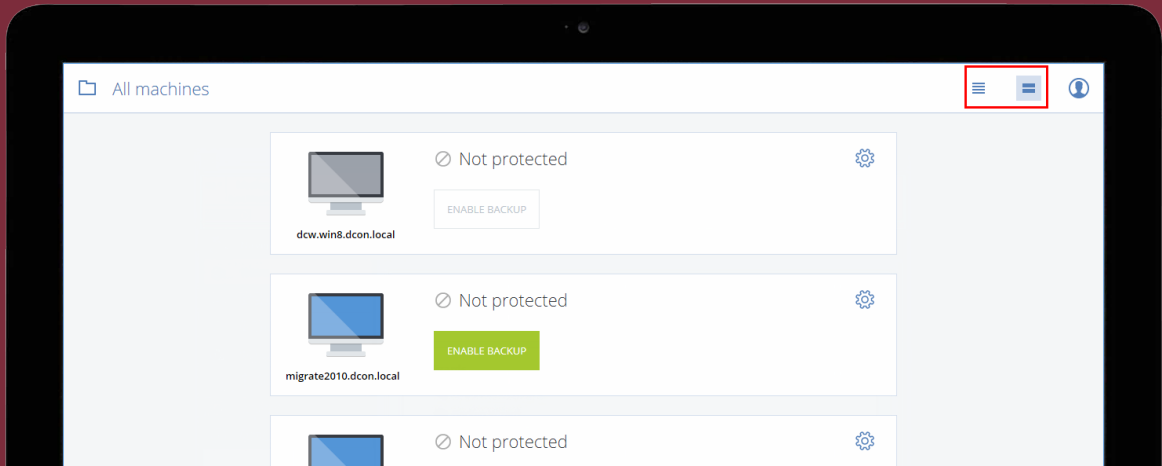 All machines
Not protected
ENABLE BACKUP
dcw.win8.dcon.local
Not protected
ENABLE BACKUP
migrate2010.dcon.local
Not protected